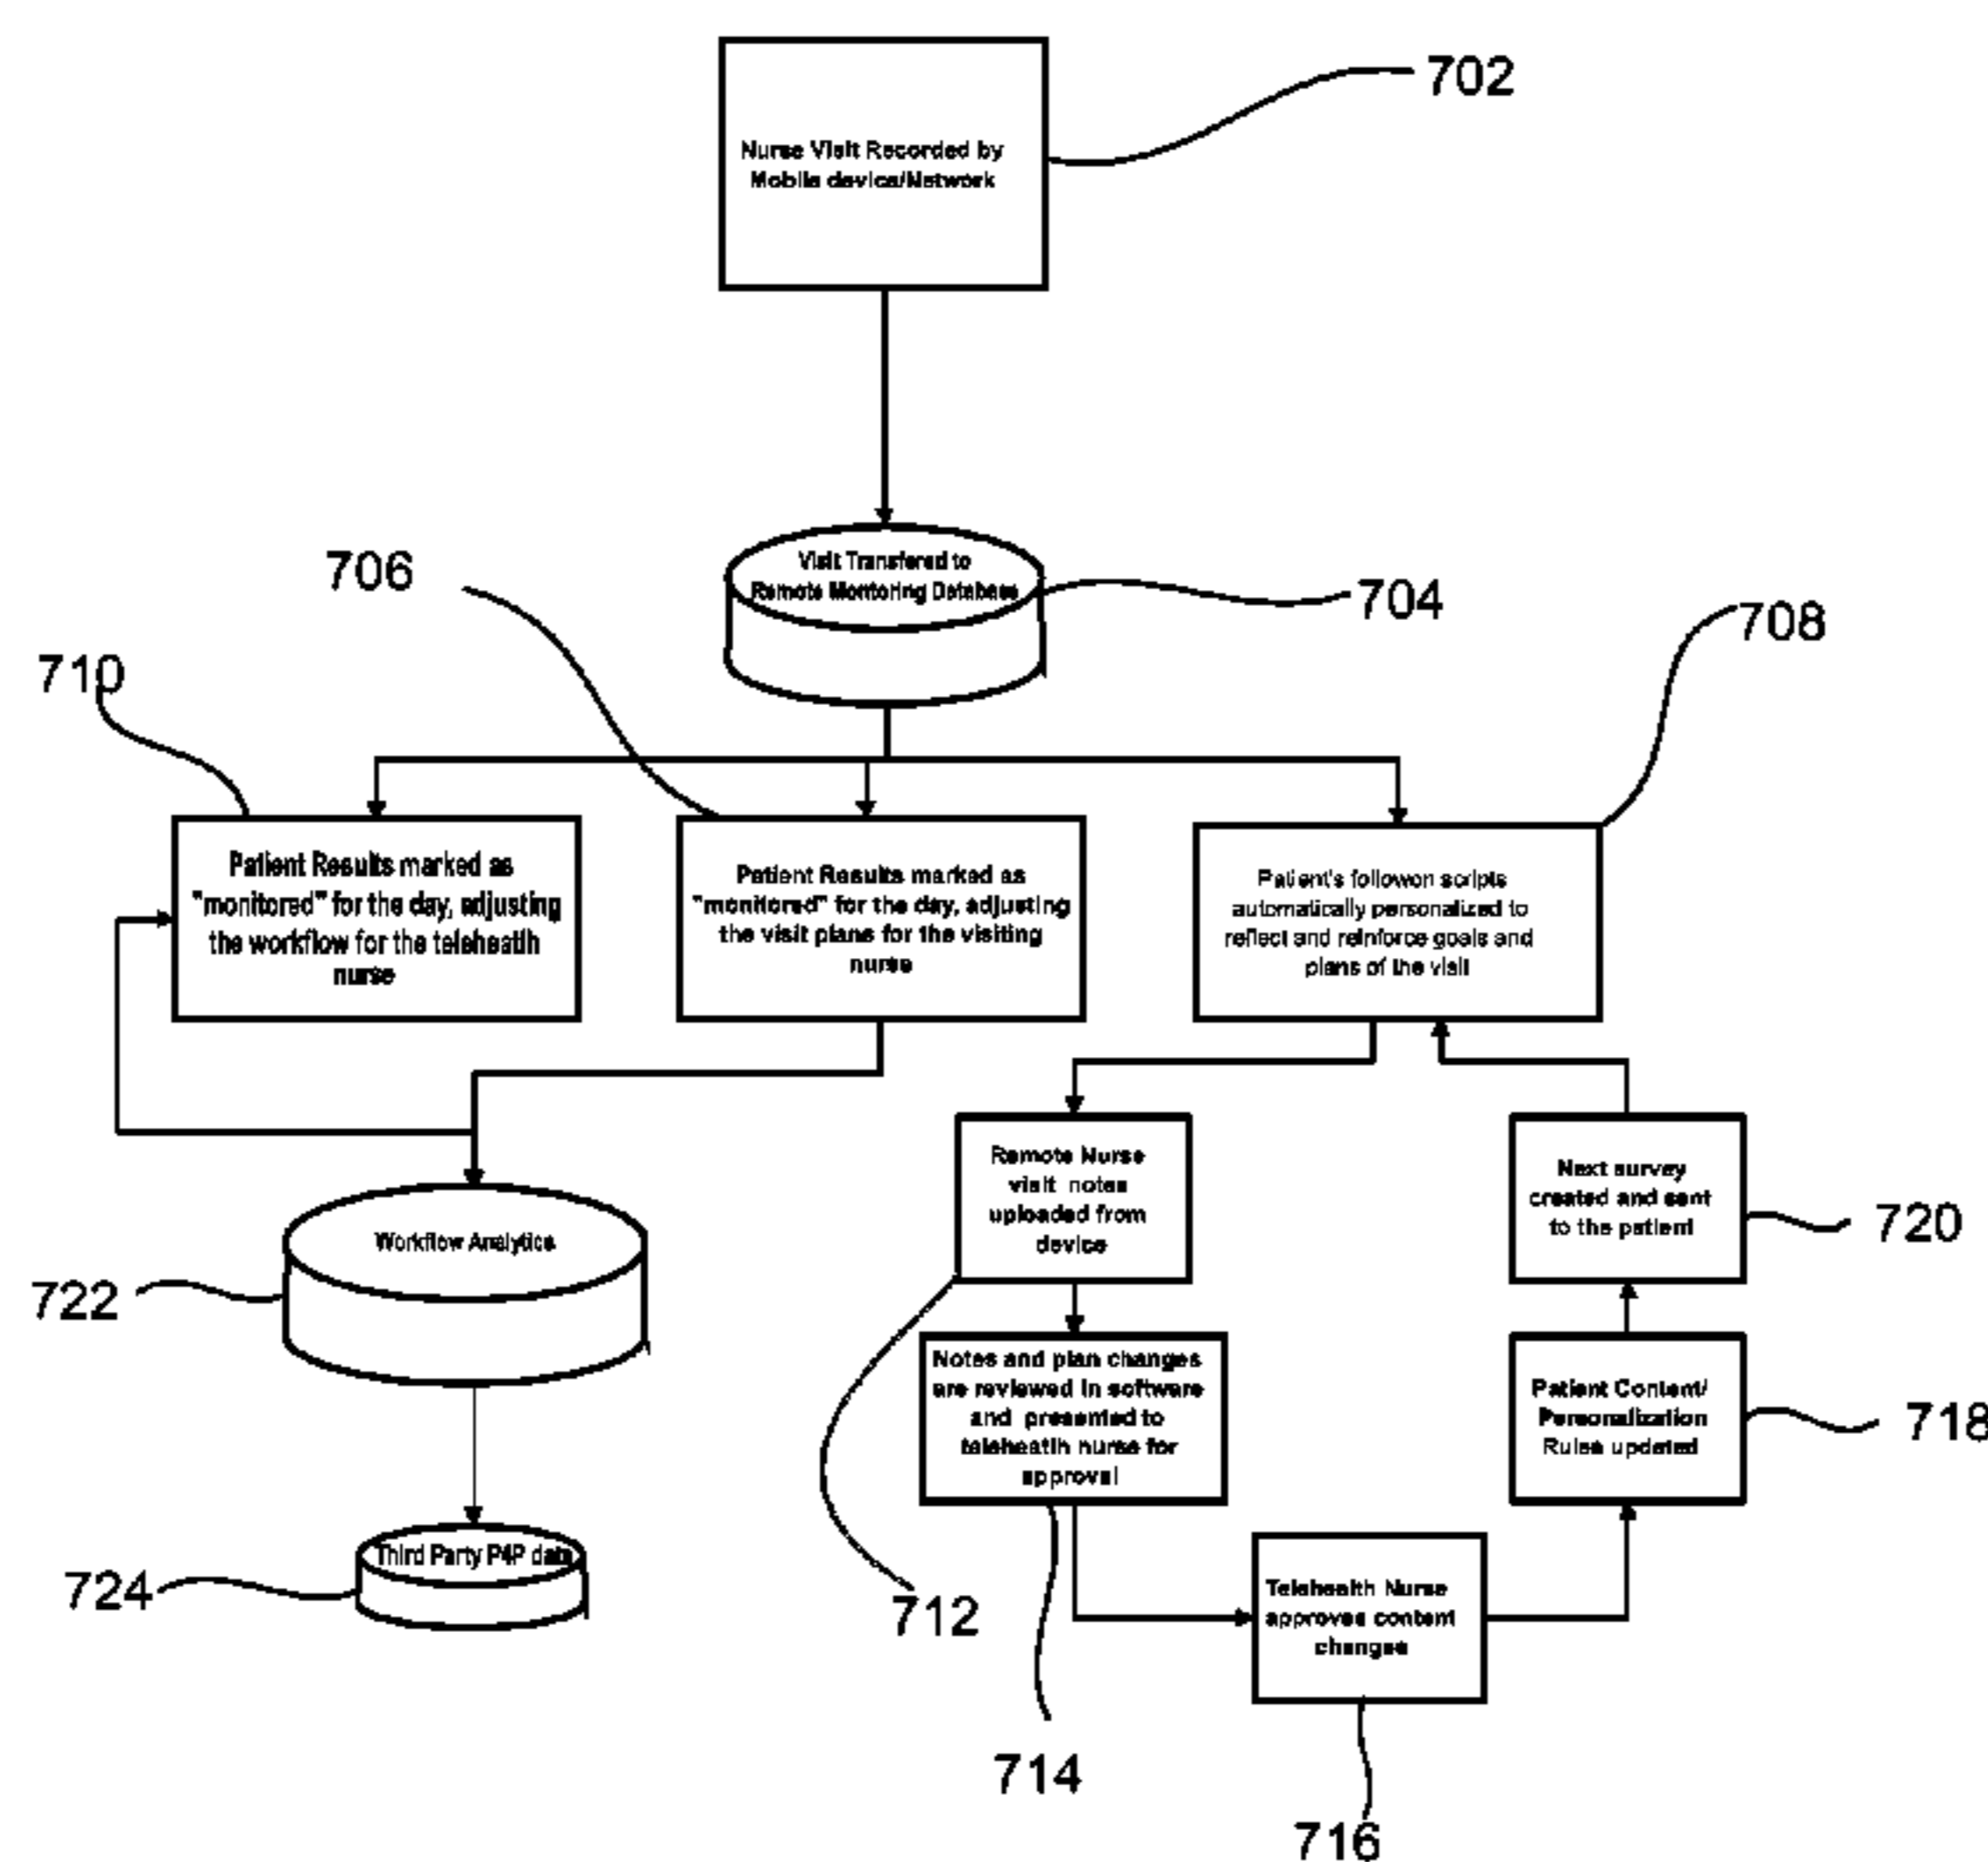 702
Nurse Visit Recorded by
Mobile device/Network
Visit Transfered to
Remote Monitoring Database
706
704
708
710
Patient Results marked as
"monitored" for the day, adjusting
the workflow for the teleheatlh
nurse
Patient Results marked as
"monitored" for the day, adjusting
the visit plans for the visiting
nurse
Patient's followon scripts
automatically personalized to
reflect and reinforce goals and
plans of the visit
Remote Nurse
visit notes
uploaded from
device
Next survey
created and sent
to the patient
720
Workflow Analytics
722
Notes and plan changes
are reviewed in software
and presented to
teleheatlh nurse for
approval
Patient Content/
Personalization
Rules updated
718
Third Party P4P data
724
712
Telehealth Nurse
approves content
changes
714
716